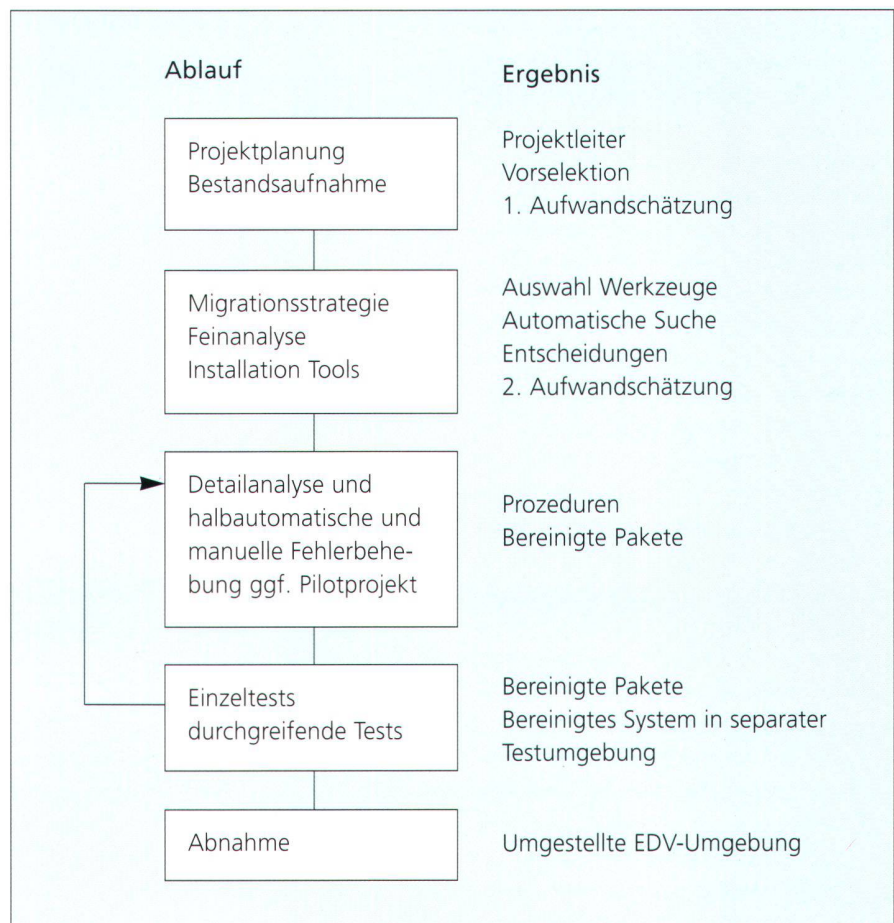 Ablauf
Ergebnis
Projektplanung
Bestandsaufnahme
Projektleiter
Vorselektion
1. Aufwandschätzung
Migrationsstrategie
Feinanalyse
Installation Tools
Auswahl Werkzeuge
Automatische Suche
Entscheidungen
2. Aufwandschätzung
Detailanalyse und
halbautomatische und
manuelle Fehlerbehe-
bung ggf. Pilotprojekt
Prozeduren
Bereinigte Pakete
Einzeltests
durchgreifende Tests
Bereinigte Pakete
Bereinigtes System in separater
Testumgebung
Abnahme
Umgestellte EDV-Umgebung